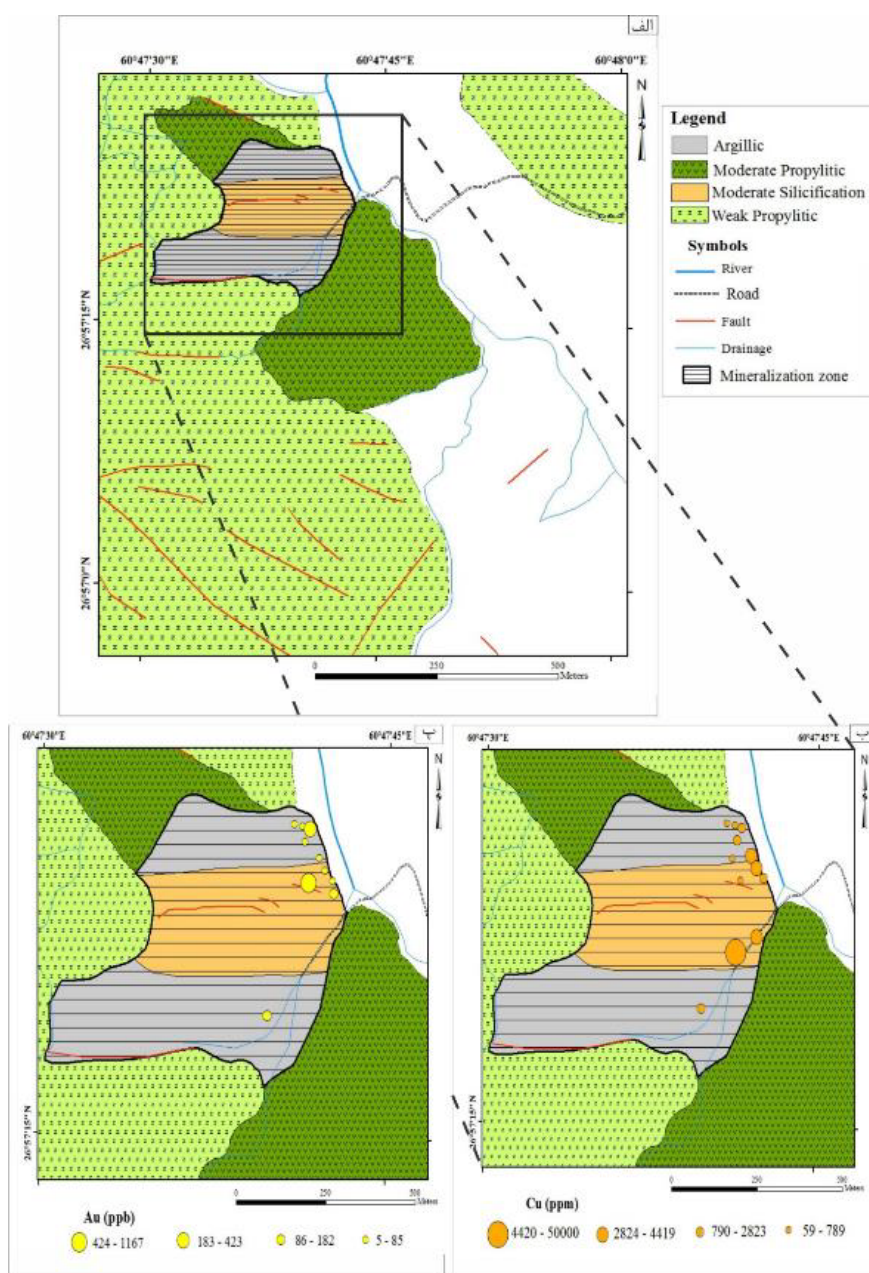 الف
60°47'30"E 60°47'45"E 60°48'0"E
N
26°57'15"N
26°57'0"N
0 250 500
Meters
Legend
Argillic
Moderate Propylitic
Moderate Silicification
Weak Propylitic
Symbols
River
Road
Fault
Drainage
Mineralization zone
ب
60°47'30"E 60°47'45"E
N
26°57'15"N
0 250 500
Meters
Au (ppb)
424 - 1167 183 - 423 86 - 182 5 - 85
60°47'30"E 60°47'45"E
N
26°57'15"N
0 250 500
Meters
Cu (ppm)
4420 - 50000 2824 - 4419 790 - 2823 59 - 789